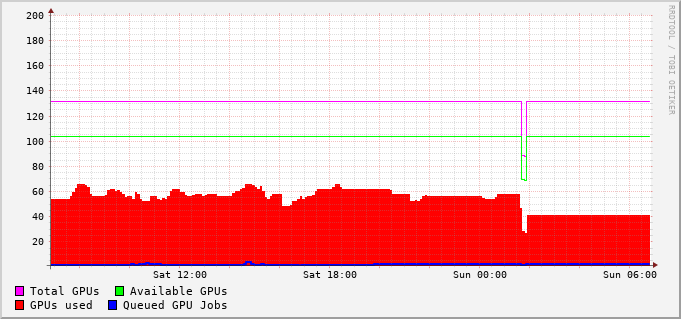 200
180
160
140
120
100
80
60
40
20
Sat 12:00 Sat 18:00 Sun 00:00 Sun 06:00
Total GPUs Available GPUs
GPUs used Queued GPU Jobs
RRDTOOL / TOBI OETIKER